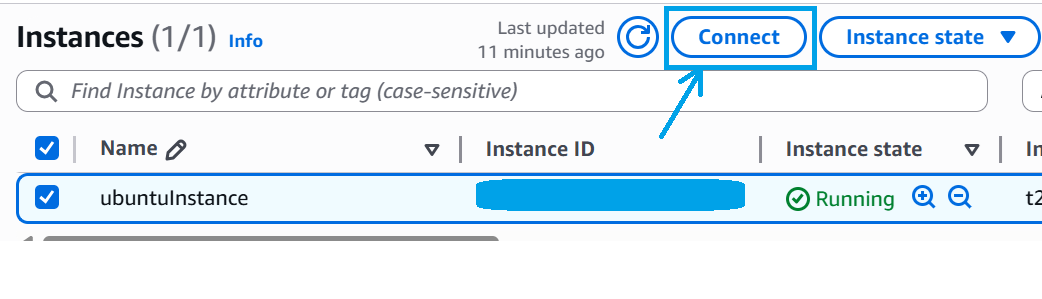 Instances (1/1) Info
Last updated
11 minutes ago
Connect
Instance state
Find Instance by attribute or tag (case-sensitive)
Name
Instance ID
Instance state
ubuntuInstance
Running